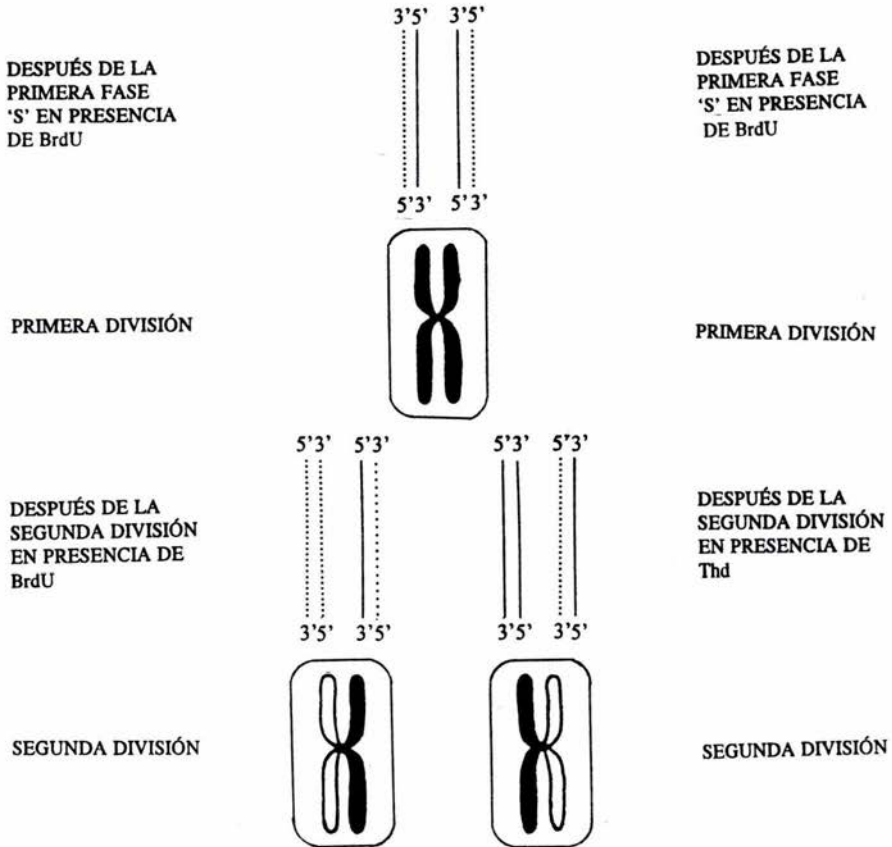 3’5’ 3’5’
DESPUÉS DE LA
PRIMERA FASE
‘S’ EN PRESENCIA
DE BrdU
DESPUÉS DE LA
PRIMERA FASE
‘S’ EN PRESENCIA
DE BrdU
5’3’ 5’3’
PRIMERA DIVISIÓN
PRIMERA DIVISIÓN
5’3’ 5’3’
5’3’ 5’3’
DESPUÉS DE LA
SEGUNDA DIVISIÓN
EN PRESENCIA DE
BrdU
DESPUÉS DE LA
SEGUNDA DIVISIÓN
EN PRESENCIA DE
Thd
3’5’ 3’5’
3’5’ 3’5’
SEGUNDA DIVISIÓN
SEGUNDA DIVISIÓN